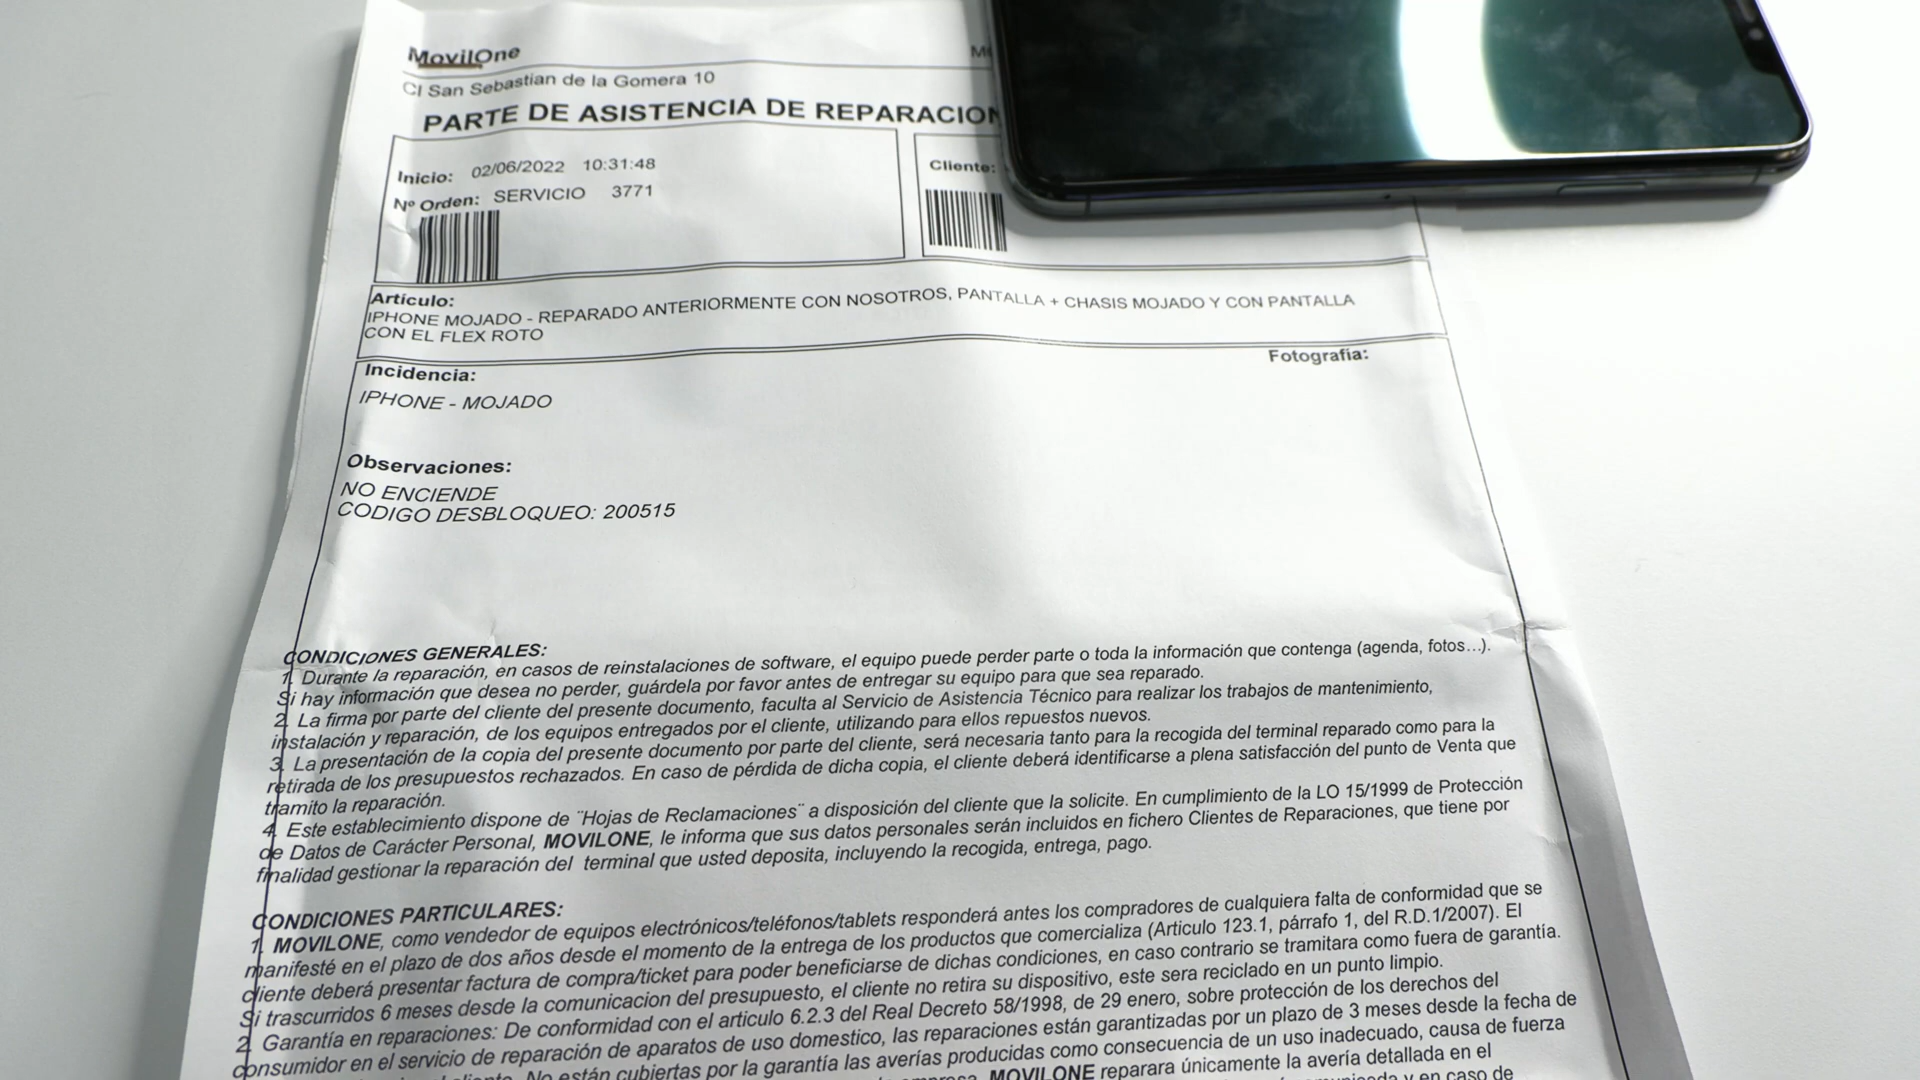 MovilOne
C/ San Sebastian de la Gomera 10
PARTE DE ASISTENCIA DE REPARACION
Inicio: 02/06/2022 10:31:48
Nº Orden: SERVICIO 3771
Cliente:
Artículo:
IPHONE MOJADO - REPARADO ANTERIORMENTE CON NOSOTROS, PANTALLA + CHASIS MOJADO Y CON PANTALLA
CON EL FLEX ROTO
Fotografía:
Incidencia:
IPHONE - MOJADO
Observaciones:
NO ENCIENDE
CODIGO DESBLOQUEO: 200515
CONDICIONES GENERALES:
1. Durante la reparación, en casos de reinstalaciones de software, el equipo puede perder parte o toda la información que contenga (agenda, fotos...).
Si hay información que desea no perder, guárdela por favor antes de entregar su equipo para que sea reparado.
2. La firma por parte del cliente del presente documento, faculta al Servicio de Asistencia Técnico para realizar los trabajos de mantenimiento,
instalación y reparación, de los equipos entregados por el cliente, utilizando para ellos repuestos nuevos.
3. La presentación de la copia del presente documento por parte del cliente, será necesaria tanto para la recogida del terminal reparado como para la
retirada de los presupuestos rechazados. En caso de pérdida de dicha copia, el cliente deberá identificarse a plena satisfacción del punto de Venta que
tramito la reparación.
4. Este establecimiento dispone de ¨Hojas de Reclamaciones¨ a disposición del cliente que la solicite. En cumplimiento de la LO 15/1999 de Protección
de Datos de Carácter Personal, MOVILONE, le informa que sus datos personales serán incluidos en fichero Clientes de Reparaciones, que tiene por
finalidad gestionar la reparación del terminal que usted deposita, incluyendo la recogida, entrega, pago.
CONDICIONES PARTICULARES:
1. MOVILONE, como vendedor de equipos electrónicos/teléfonos/tablets responderá antes los compradores de cualquiera falta de conformidad que se
manifesté en el plazo de dos años desde el momento de la entrega de los productos que comercializa (Articulo 123.1, párrafo 1, del R.D.1/2007). El
cliente deberá presentar factura de compra/ticket para poder beneficiarse de dichas condiciones, en caso contrario se tramitara como fuera de garantía.
Si trascurridos 6 meses desde la comunicacion del presupuesto, el cliente no retira su dispositivo, este sera reciclado en un punto limpio.
2. Garantía en reparaciones: De conformidad con el articulo 6.2.3 del Real Decreto 58/1998, de 29 enero, sobre protección de los derechos del
consumidor en el servicio de reparación de aparatos de uso domestico, las reparaciones están garantizadas por un plazo de 3 meses desde la fecha de
No están cubiertas por la garantía las averías producidas como consecuencia de un uso inadecuado, causa de fuerza
MOVILONE reparara únicamente la avería detallada en el
y en caso de